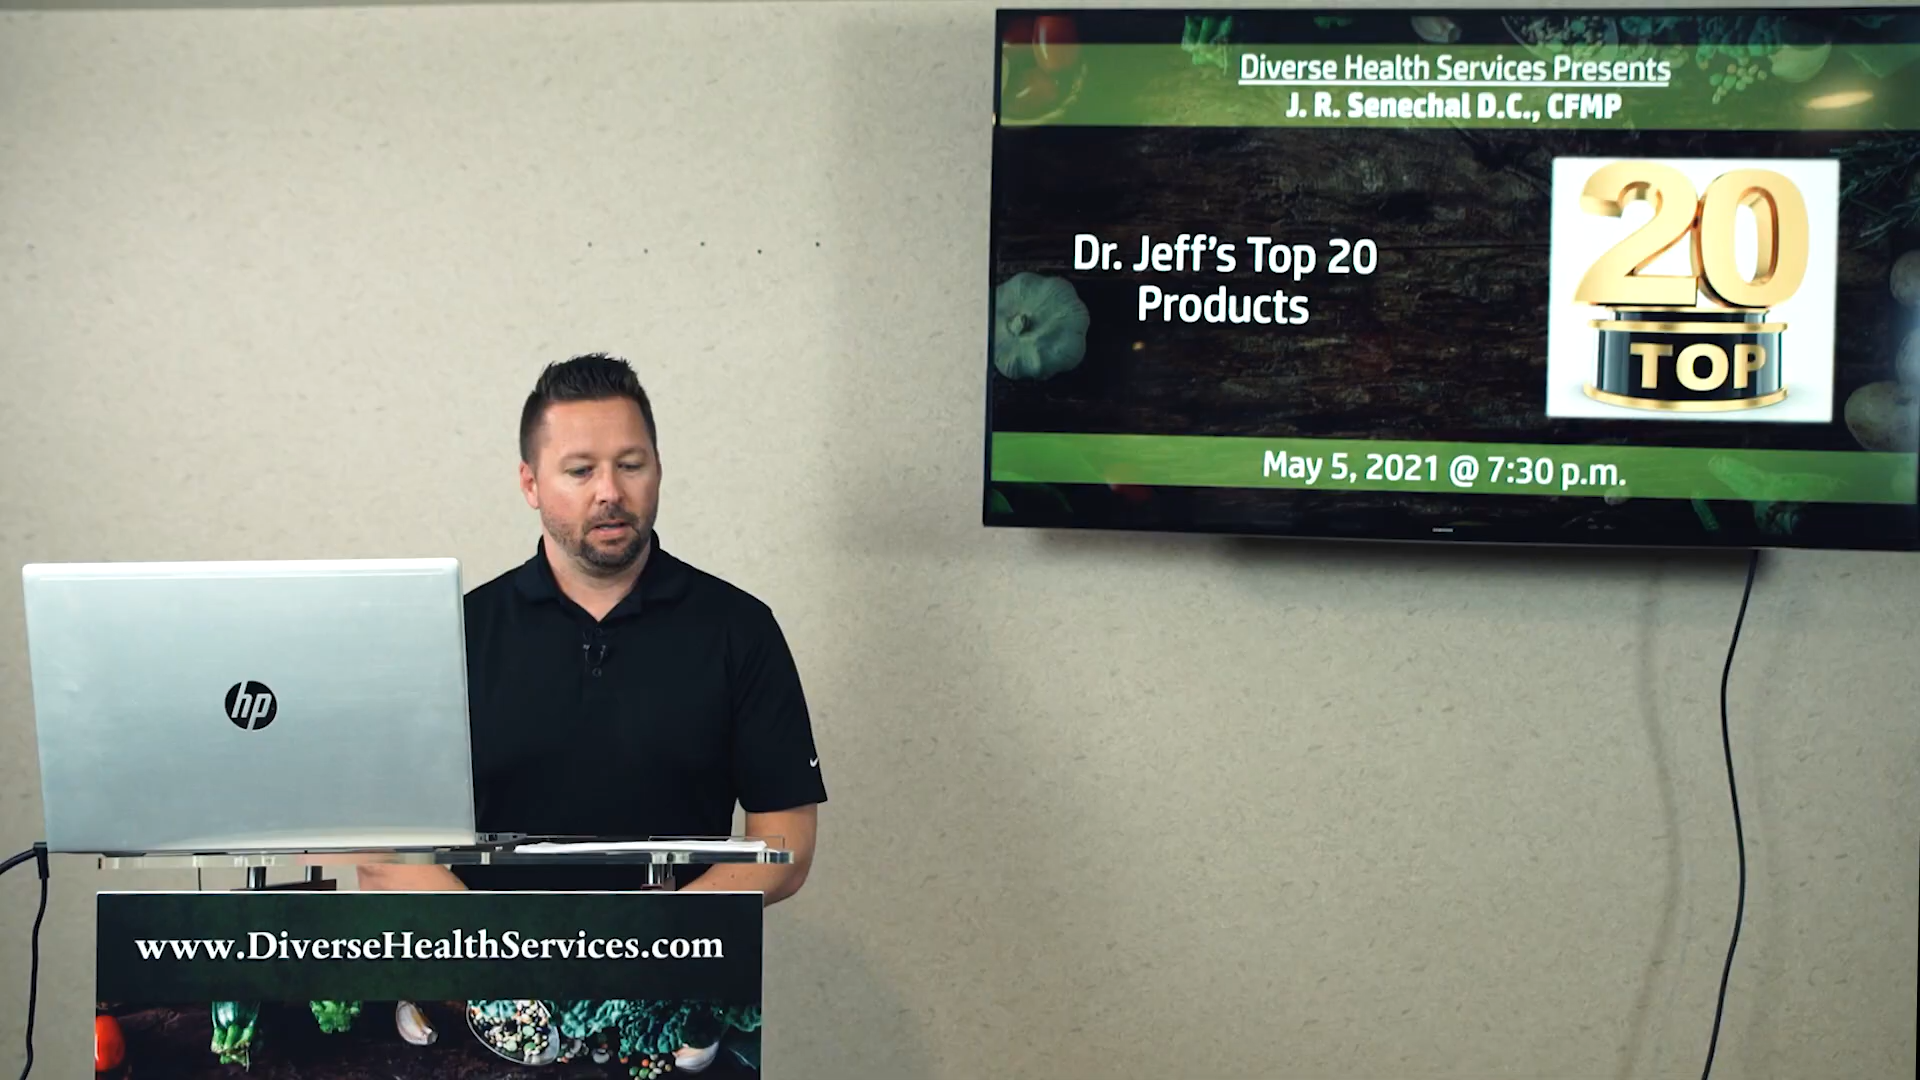 Diverse Health Services Presents
J. R. Senechal D.C., CFMP
Dr. Jeff's Top 20
Products
20
TOP
May 5, 2021 @ 7:30 p.m.
hp
www.DiverseHealthServices.com